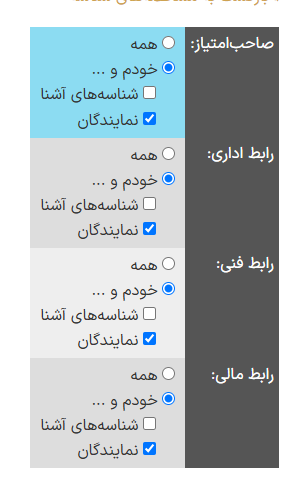 صاحب‌امتیاز:
همه
خودم و ...
شناسه‌های آشنا
نمایندگان
رابط اداری:
همه
خودم و ...
شناسه‌های آشنا
نمایندگان
رابط فنی:
همه
خودم و ...
شناسه‌های آشنا
نمایندگان
رابط مالی:
همه
خودم و ...
شناسه‌های آشنا
نمایندگان